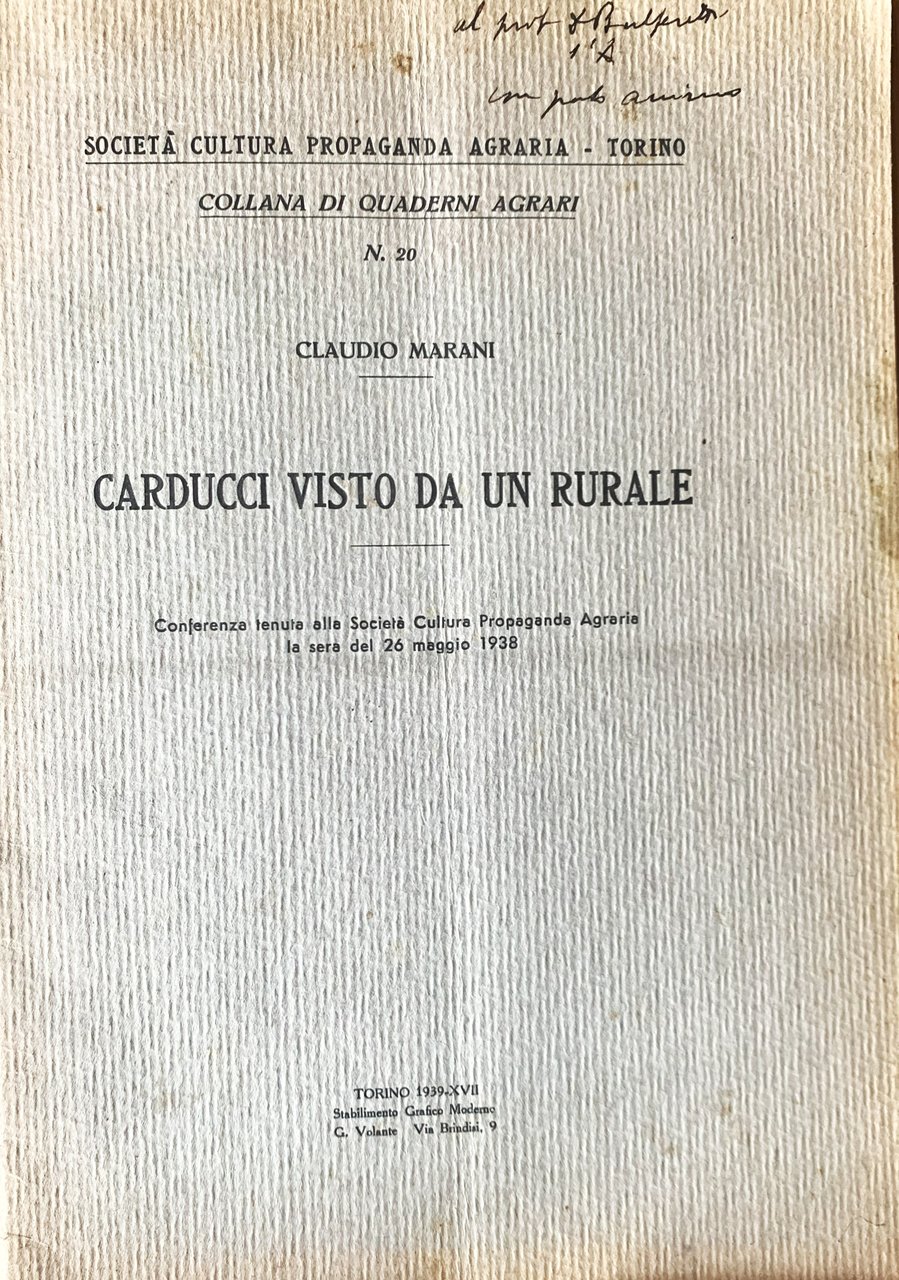 al prof
l'A
con grato animo
SOCIETÀ CULTURA PROPAGANDA AGRARIA - TORINO
COLLANA DI QUADERNI AGRARI
N. 20
CLAUDIO MARANI
CARDUCCI VISTO DA UN RURALE
Conferenza tenuta alla Società Cultura Propaganda Agraria
la sera del 26 maggio 1938
TORINO 1939-XVII
Stabilimento Grafico Moderno
G. Volante Via Brindisi, 9